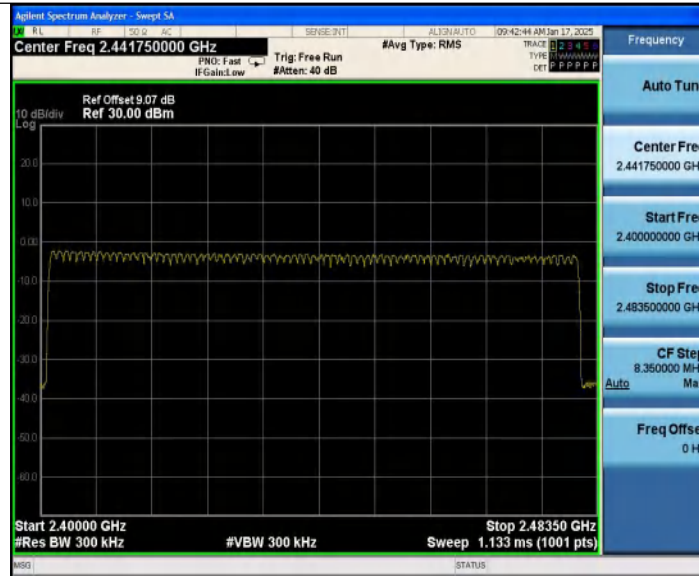 Agilent Spectrum Analyzer - Swept SA
RL RF 50 Ω AC SENSE:INT ALIGNAUTO 09:42:44 AM Jan 17, 2025
Center Freq 2.441750000 GHz
#Avg Type: RMS
TRACE 1 2 3 4 5 6
PNO: Fast
Trig: Free Run
TYPE
IFGain:Low
#Atten: 40 dB
DET P P P P P P
Ref Offset 9.07 dB
10 dB/div Ref 30.00 dBm
Log
20.0
10.0
0.00
-10.0
-20.0
-30.0
-40.0
-50.0
-60.0
Start 2.40000 GHz Stop 2.48350 GHz
#Res BW 300 kHz #VBW 300 kHz Sweep 1.133 ms (1001 pts)
MSG STATUS
Frequency
Auto Tun
Center Fre
2.441750000 GH
Start Fre
2.400000000 GH
Stop Fre
2.483500000 GH
CF Step
8.350000 MH
Auto Ma
Freq Offse
0 H